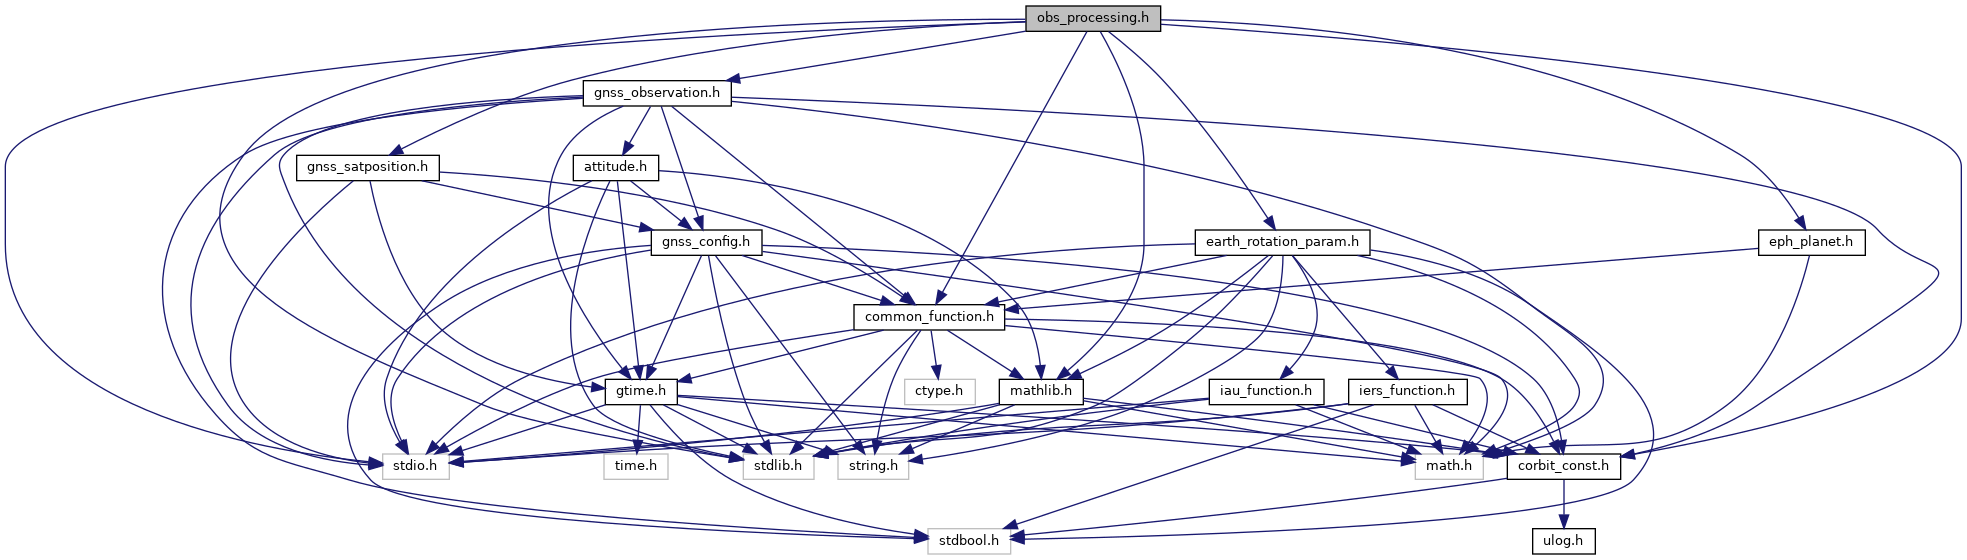 obs_processing.h
gnss_observation.h
gnss_satposition.h
attitude.h
gnss_config.h
earth_rotation_param.h
eph_planet.h
common_function.h
gtime.h
ctype.h
mathlib.h
iau_function.h
iers_function.h
stdio.h
time.h
stdlib.h
string.h
math.h
corbit_const.h
stdbool.h
ulog.h